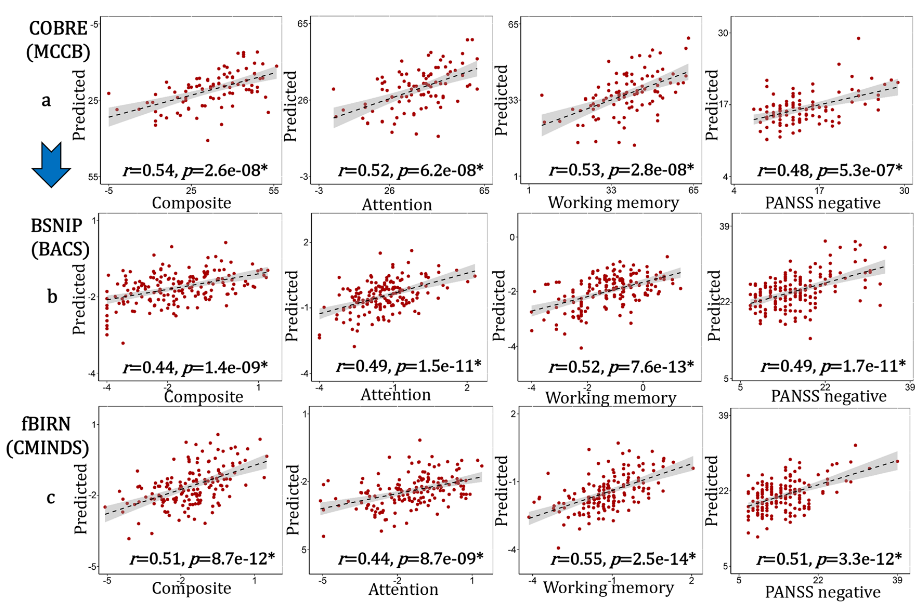 COBRE
(MCCB)
a
Predicted
-5
25
55
r=0.54, p=2.6e-08*
-5
25
55
Composite
Predicted
65
26
-3
r=0.52, p=6.2e-08*
-3
26
65
Attention
Predicted
65
33
1
r=0.53, p=2.8e-08*
1
33
65
Working memory
Predicted
30
17
4
r=0.48, p=5.3e-07*
4
17
30
PANSS negative
BSNIP
(BACS)
b
Predicted
1
-2
-4
r=0.44, p=1.4e-09*
-4
-2
1
Composite
Predicted
2
-1
-4
r=0.49, p=1.5e-11*
-4
-1
2
Attention
Predicted
0
-2
-4
r=0.52, p=7.6e-13*
-4
-2
0
Working memory
Predicted
39
22
5
r=0.49, p=1.7e-11*
5
22
39
PANSS negative
fBIRN
(CMINDS)
c
Predicted
1
-2
-5
r=0.51, p=8.7e-12*
-5
-2
1
Composite
Predicted
1
-2
5
r=0.44, p=8.7e-09*
-5
-2
1
Attention
Predicted
2
-1
-4
r=0.55, p=2.5e-14*
-4
-1
2
Working memory
Predicted
39
22
5
r=0.51, p=3.3e-12*
5
22
39
PANSS negative